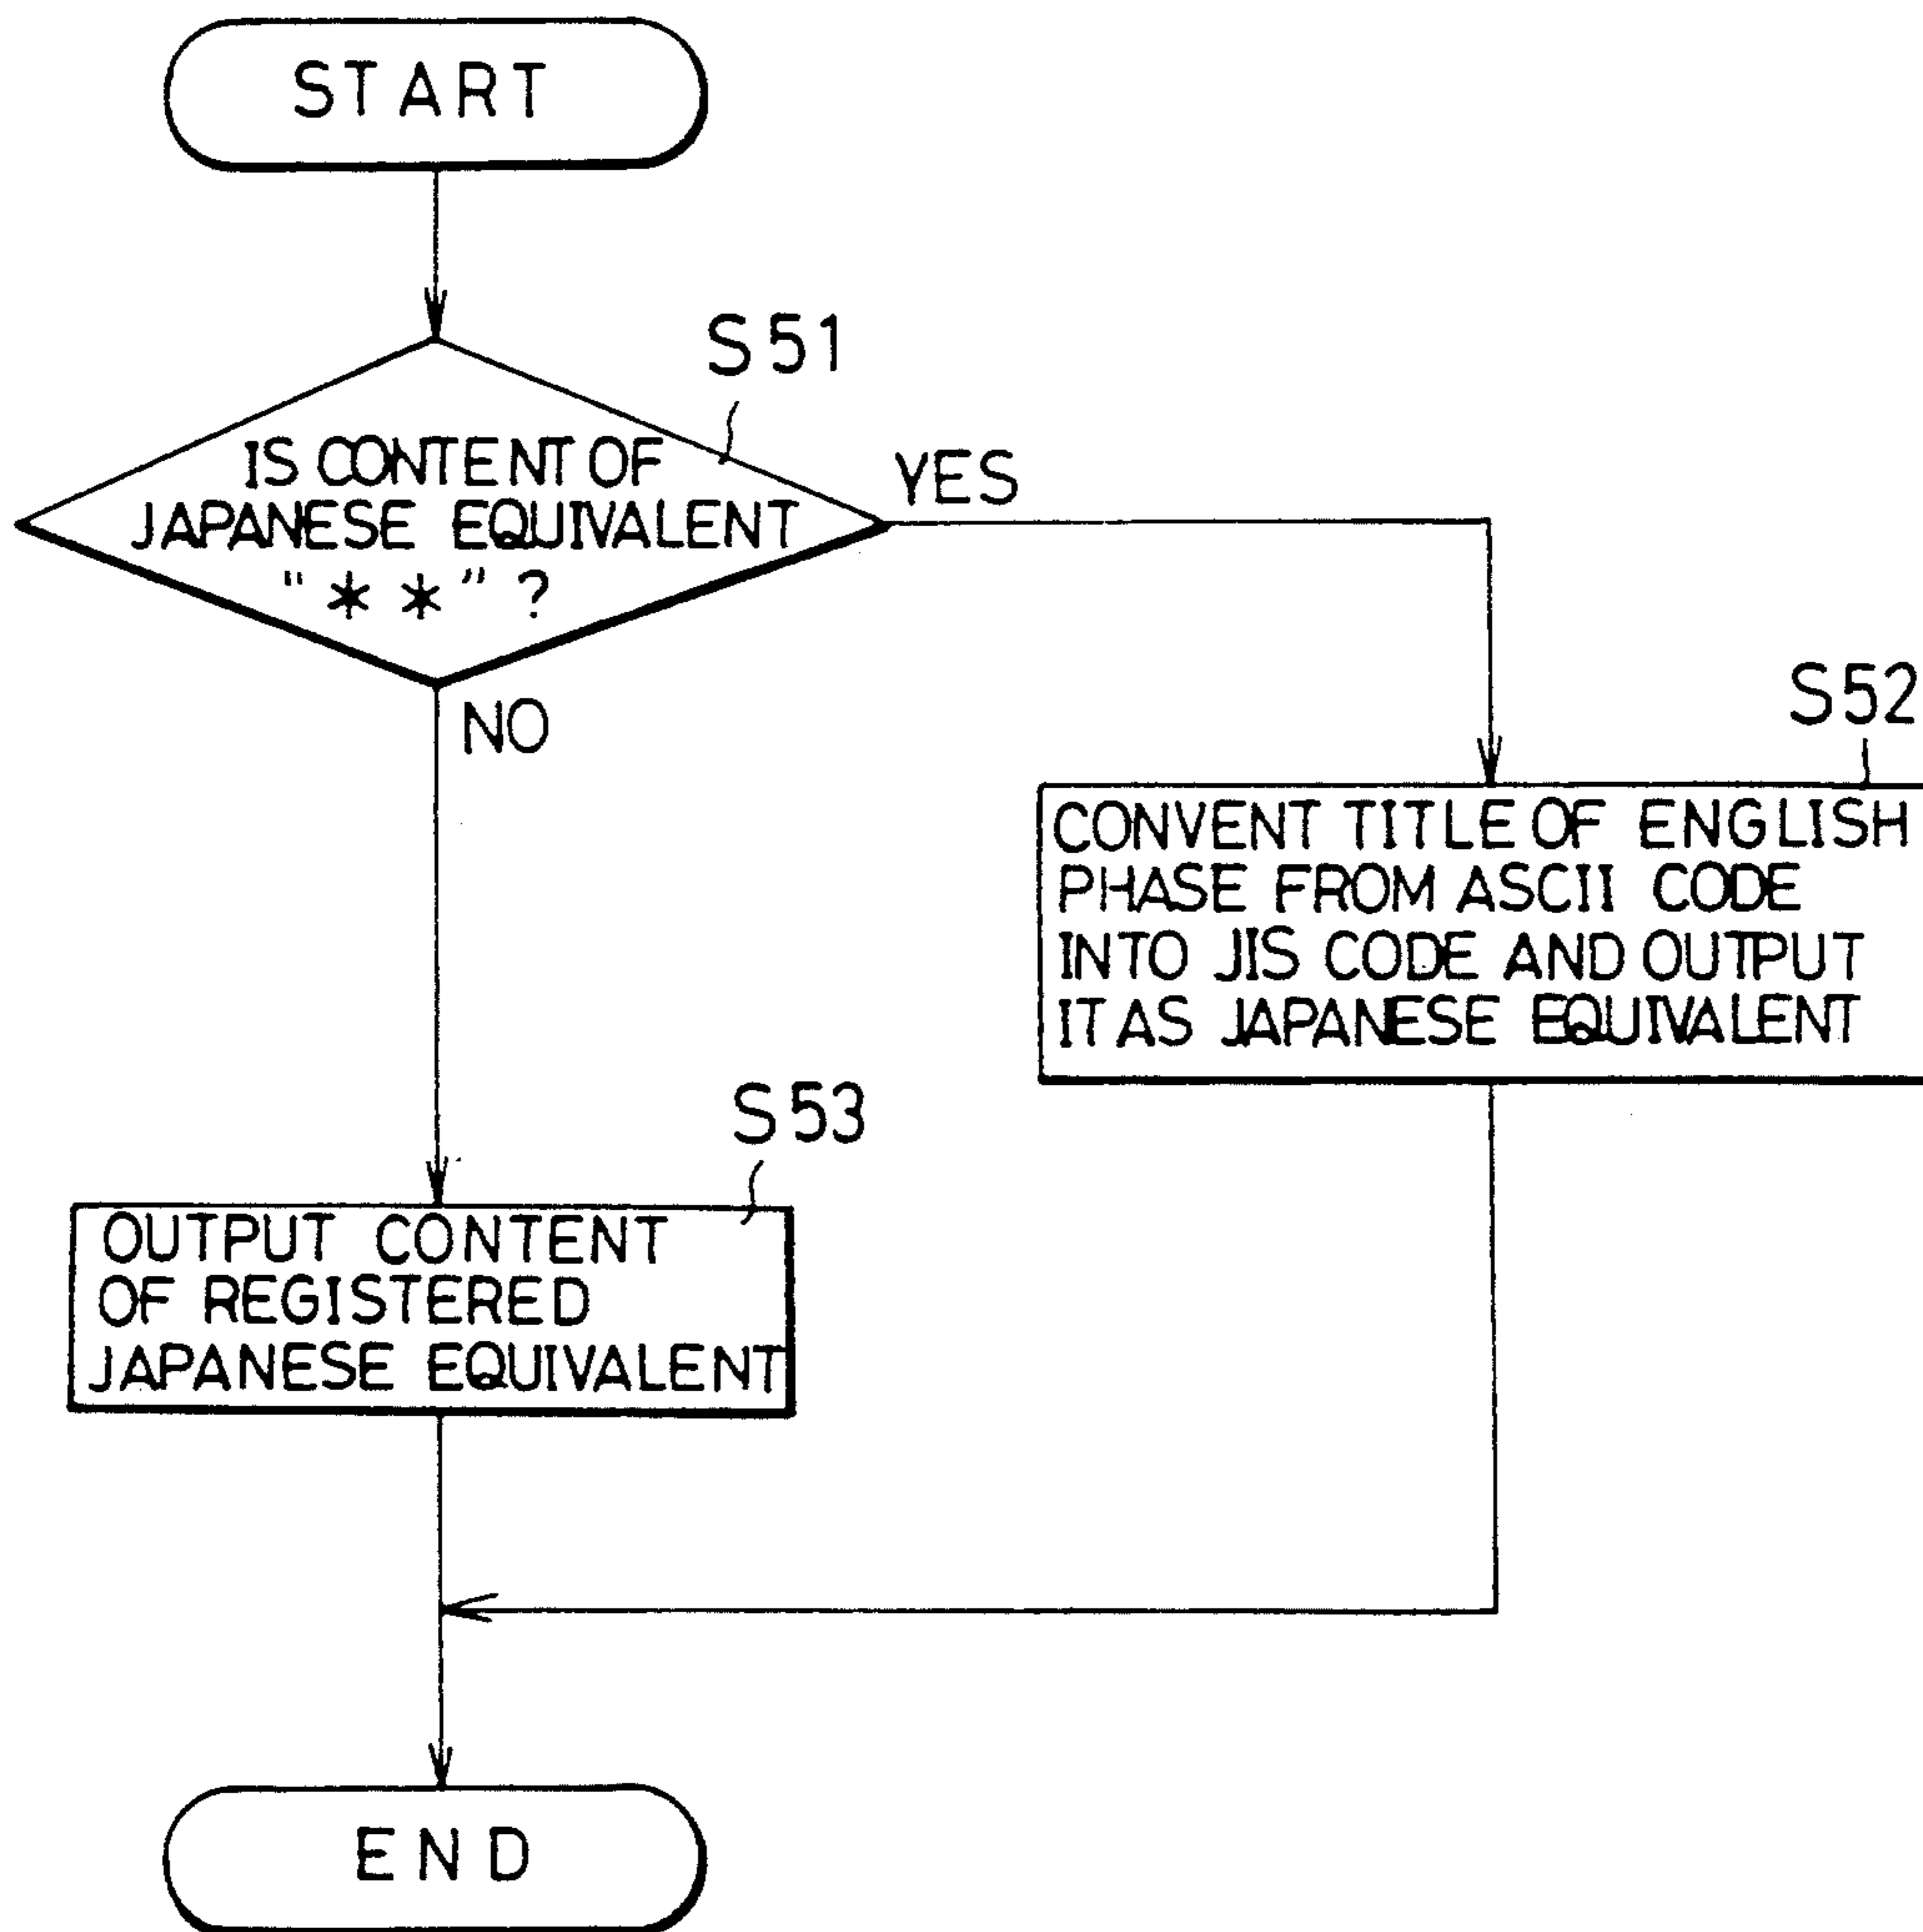 START
S51
IS CONTENT OF
JAPANESE EQUIVALENT
"* *" ?
YES
NO
S52
CONVENT TITLE OF ENGLISH
PHASE FROM ASCII CODE
INTO JIS CODE AND OUTPUT
IT AS JAPANESE EQUIVALENT
S53
OUTPUT CONTENT
OF REGISTERED
JAPANESE EQUIVALENT
END